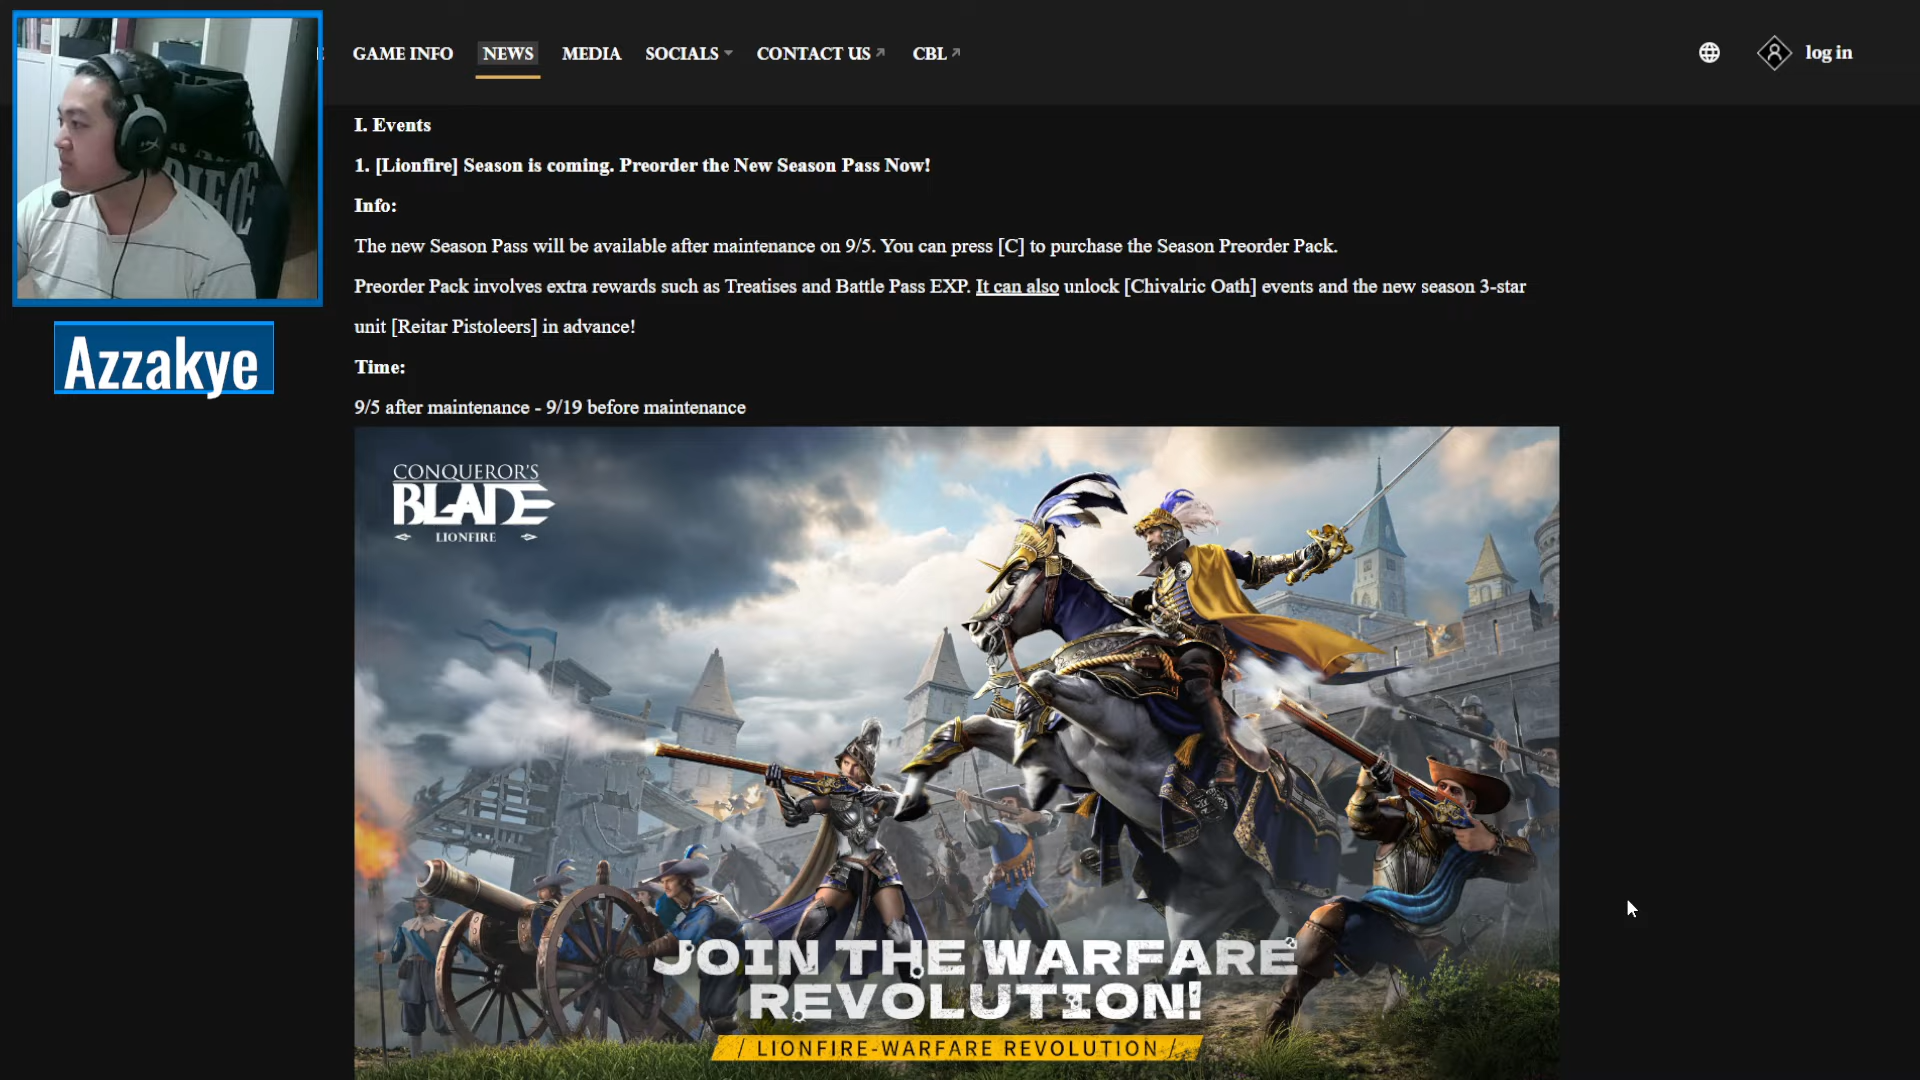 GAME INFO NEWS MEDIA SOCIALS CONTACT US CBL log in
I. Events
1. [Lionfire] Season is coming. Preorder the New Season Pass Now!
Info:
The new Season Pass will be available after maintenance on 9/5. You can press [C] to purchase the Season Preorder Pack.
Preorder Pack involves extra rewards such as Treatises and Battle Pass EXP. It can also unlock [Chivalric Oath] events and the new season 3-star
unit [Reitar Pistoleers] in advance!
Time:
9/5 after maintenance - 9/19 before maintenance
Azzakye
CONQUEROR'S
BLADE
LIONFIRE
JOIN THE WARFARE
REVOLUTION!
/ LIONFIRE-WARFARE REVOLUTION /